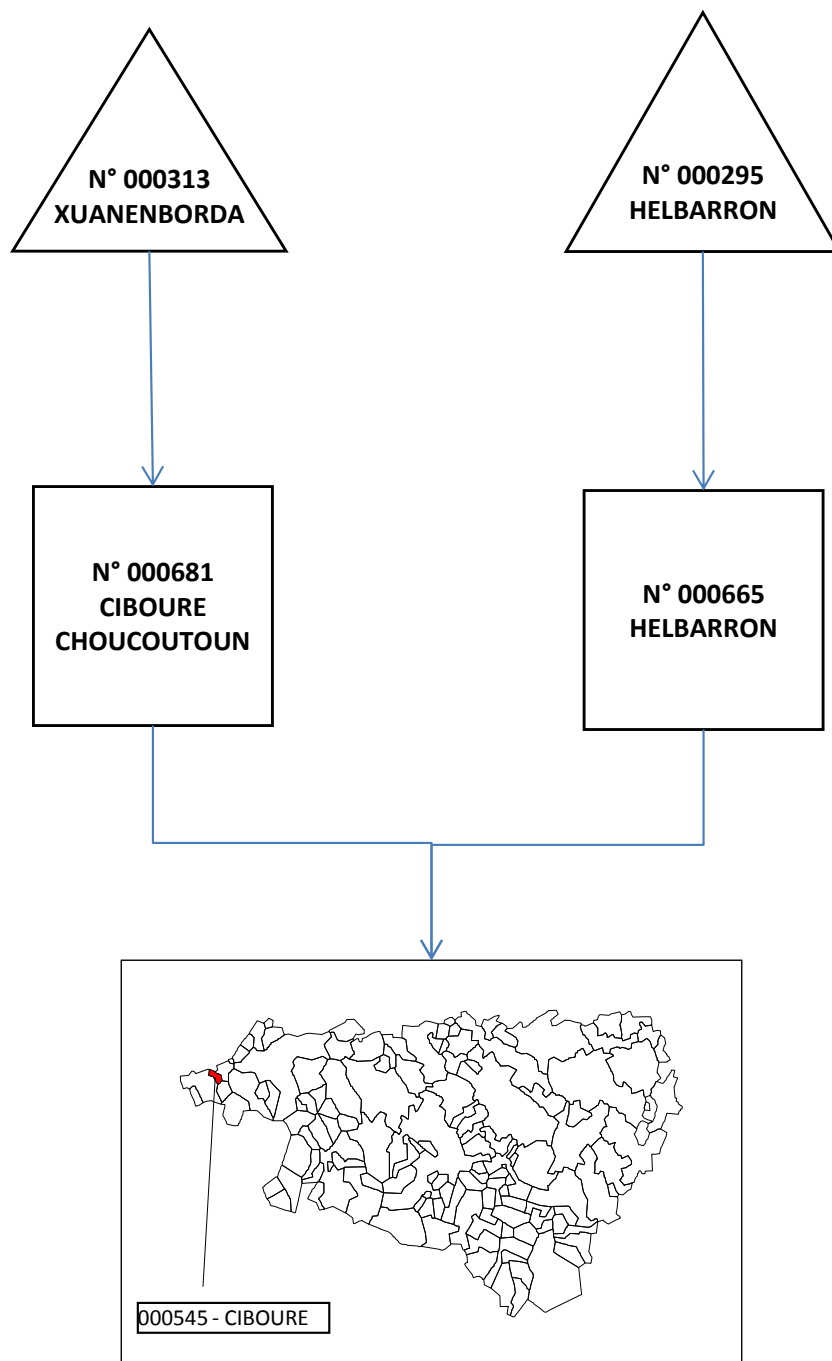 N° 000313
XUANENBORDA
N° 000295
HELBARRON
N° 000681
CIBOURE
CHOUCOUTOUN
N° 000665
HELBARRON
000545 - CIBOURE